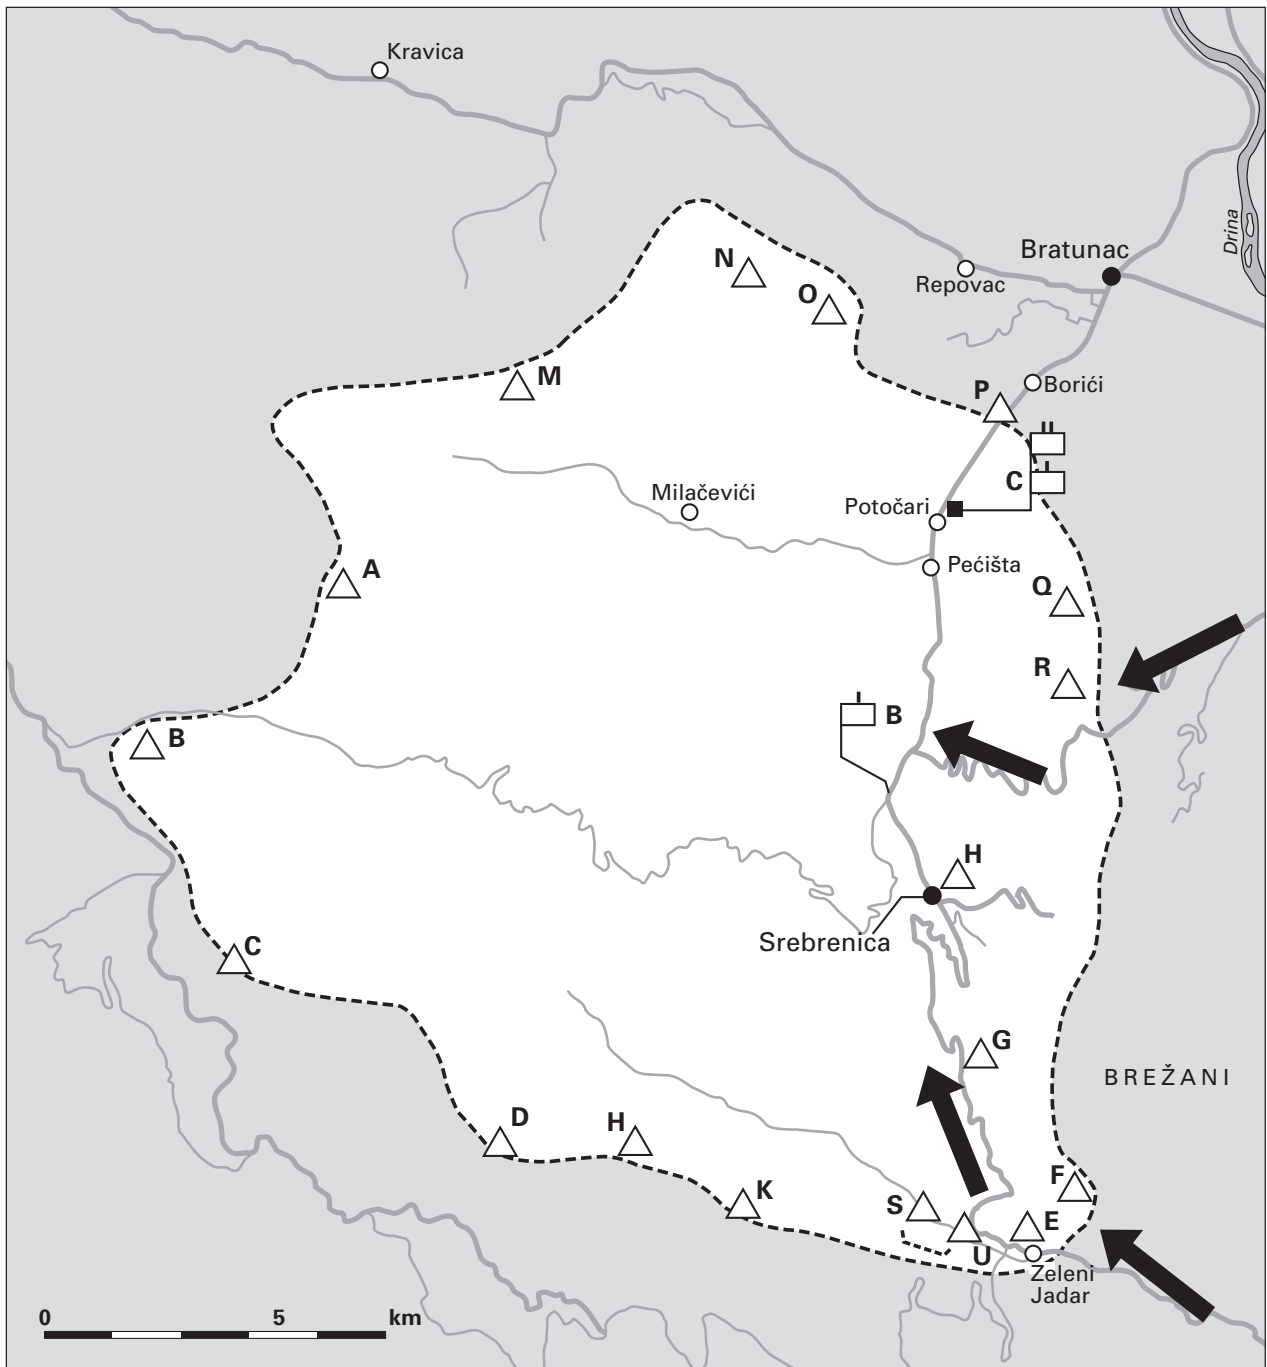 Kravica
Drina
Bratunac
N
Repovac
O
M
P
Borići
C
Milačevići
Potočari
Pećišta
A
Q
R
B
B
H
Srebrenica
C
G
BREŽANI
D
H
F
K
S
E
U
Zeleni
Jadar
0 5 km